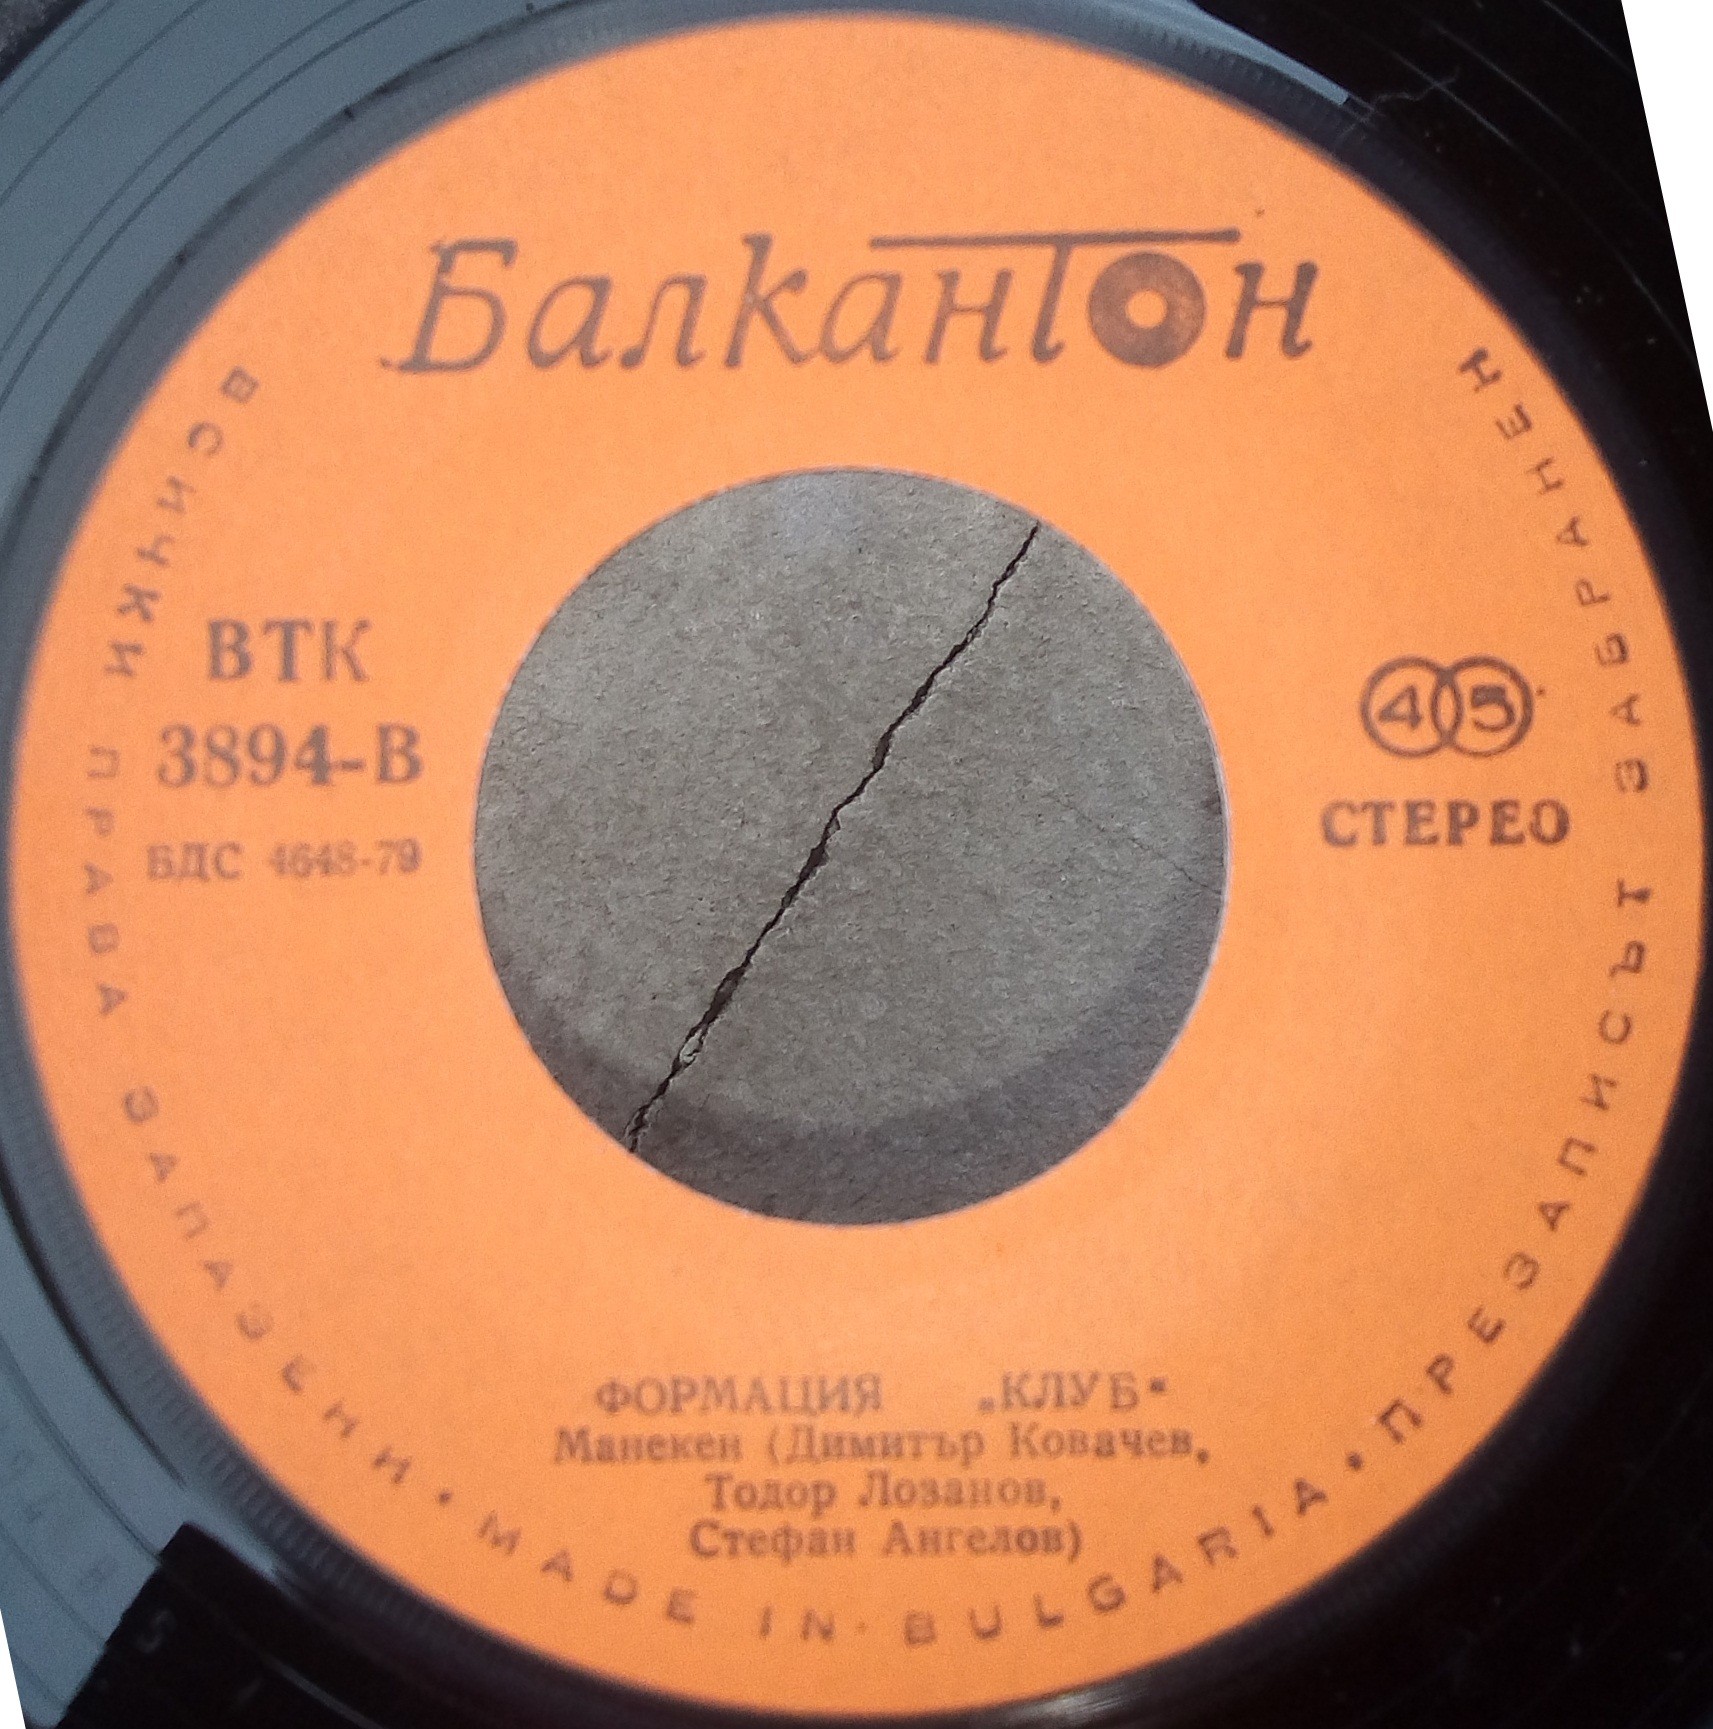 Балкантон
ВТК
3894-В
БДС 4648-79
45
СТЕРЕО
ФОРМАЦИЯ „КЛУБ“
Манекен (Димитър Ковачев,
Тодор Лозанов,
Стефан Ангелов)
ВСИЧКИ ПРАВА ЗАПАЗЕНИ • MADE IN • BULGARIA • ПРЕЗАПИСЪТ ЗАБРАНЕН